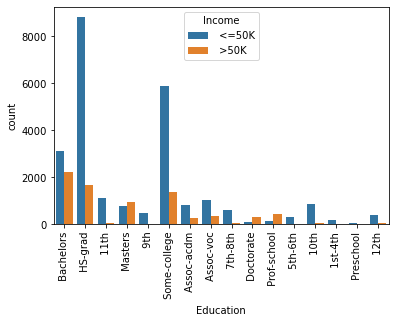 Income
<=50K
>50K
8000
6000
4000
2000
0
count
Bachelors
HS-grad
11th
Masters
9th
Some-college
Assoc-acdm
Assoc-voc
7th-8th
Doctorate
Prof-school
5th-6th
10th
1st-4th
Preschool
12th
Education